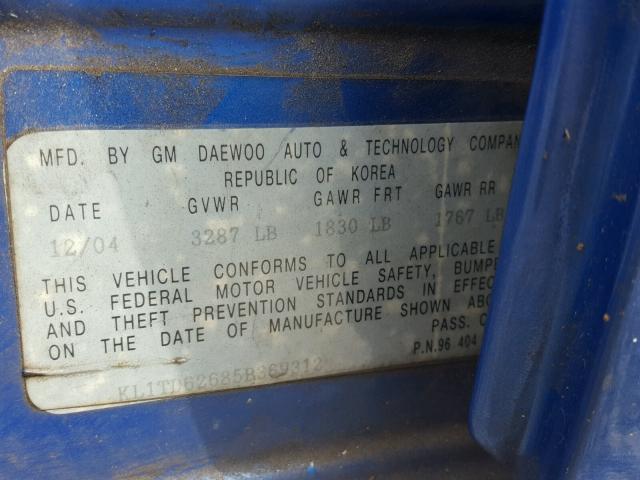 MFD. BY GM DAEWOO AUTO & TECHNOLOGY COMPAN
REPUBLIC OF KOREA
DATE GVWR GAWR FRT GAWR RR
12/04 3287 LB 1830 LB 1767 LB
THIS VEHICLE CONFORMS TO ALL APPLICABLE
U.S. FEDERAL MOTOR VEHICLE SAFETY, BUMPE
AND THEFT PREVENTION STANDARDS IN EFFEC
ON THE DATE OF MANUFACTURE SHOWN ABO
PASS. C
KL1TD62685B369312 P.N.96 404